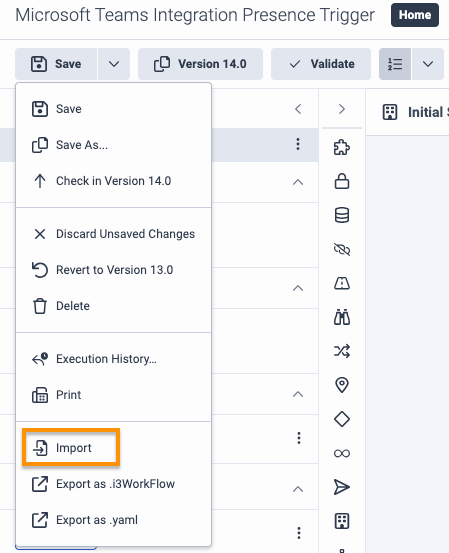 Microsoft Teams Integration Presence Trigger Home
Save Version 14.0 Validate
Save
Save As...
Check in Version 14.0
Discard Unsaved Changes
Revert to Version 13.0
Delete
Execution History...
Print
Import
Export as .i3WorkFlow
Export as .yaml
Initial